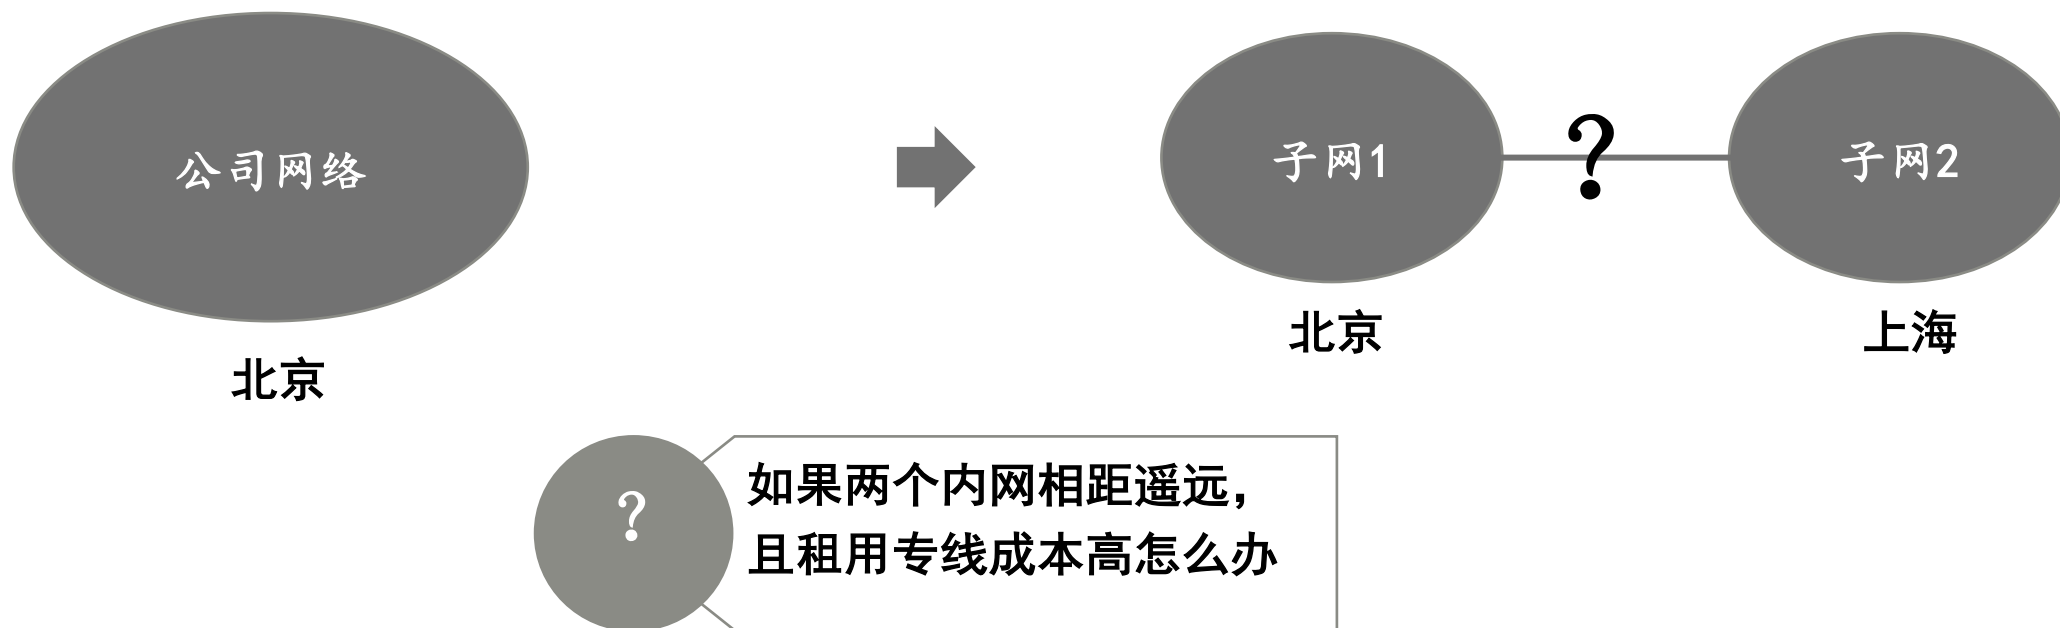 公司网络
北京
子网1
?
子网2
北京
上海
?
如果两个内网相距遥远，
且租用专线成本高怎么办